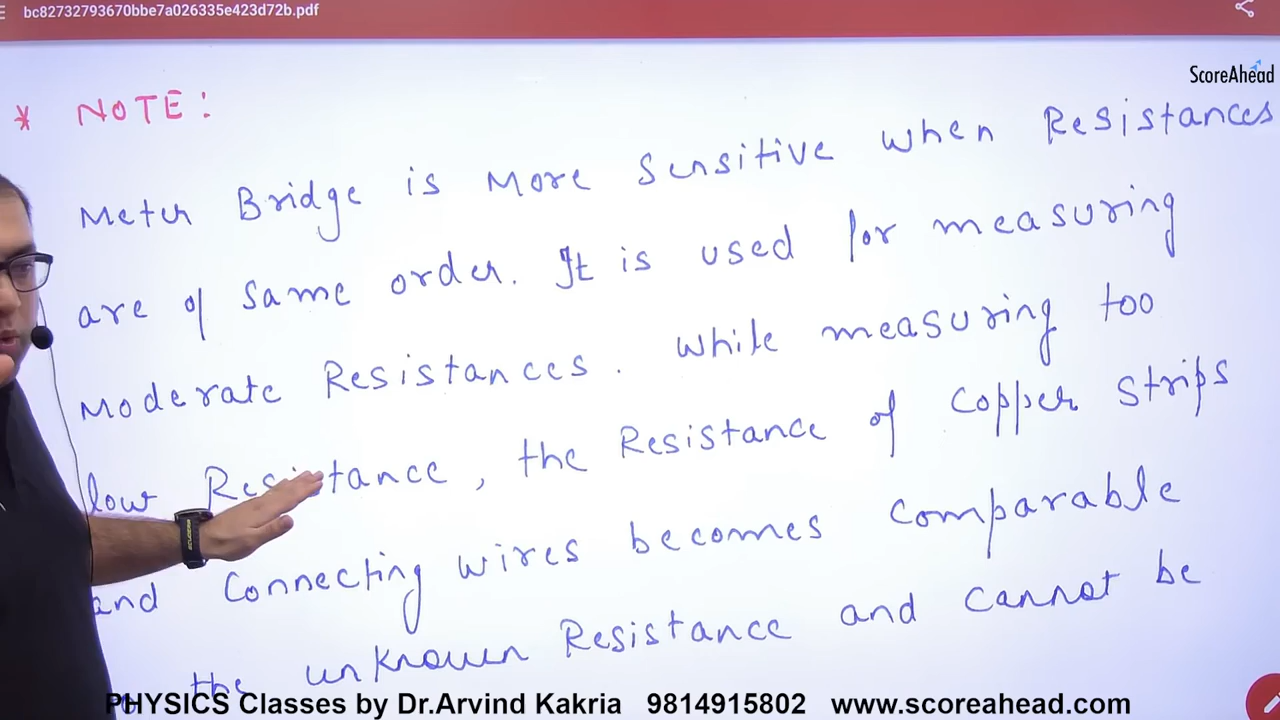 bc82732793670bbe7a026335e423d72b.pdf
ScoreAhead
* NOTE:
Meter Bridge is More Sensitive when Resistances
are of same order. It is used for measuring
Moderate Resistances. While measuring too
low Resistance, the Resistance of Copper strips
and Connecting wires becomes comparable
the unknown Resistance and cannot be
PHYSICS Classes by Dr.Arvind Kakria 9814915802 www.scoreahead.com